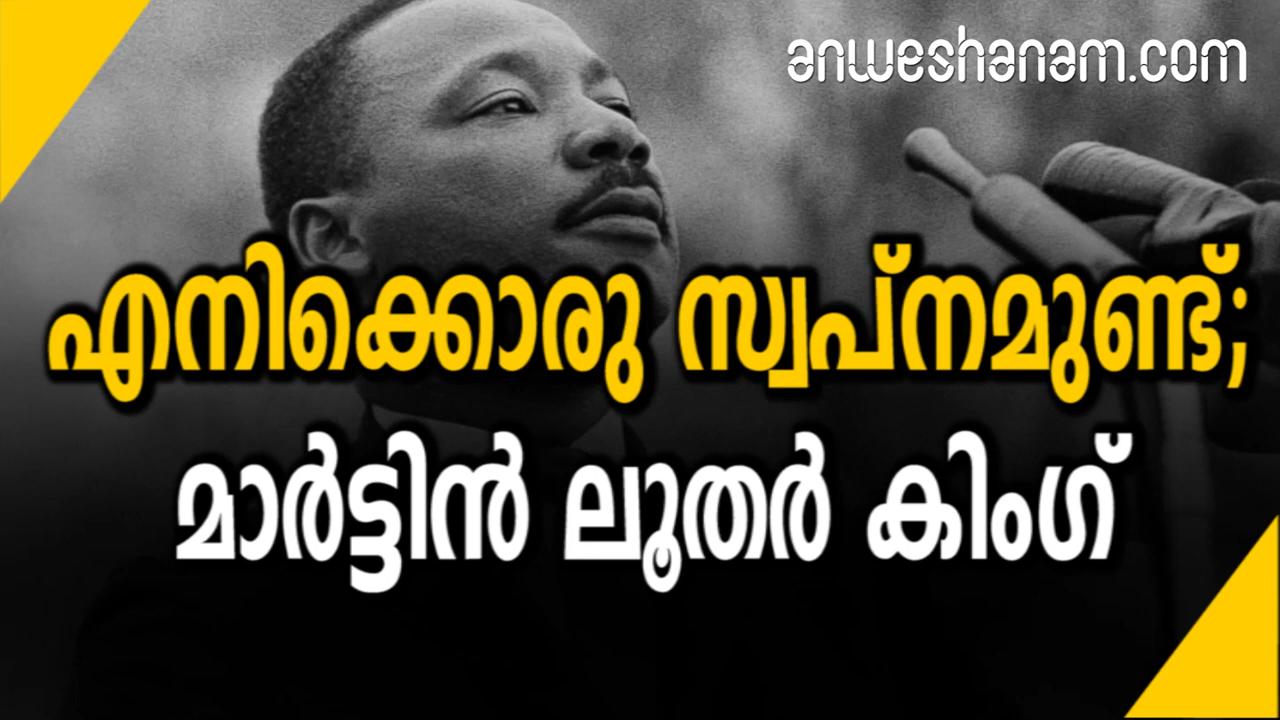 anweshanam.com
എനിക്കൊരു സ്വപ്നമുണ്ട്;
മാർട്ടിൻ ലൂതർ കിംഗ്